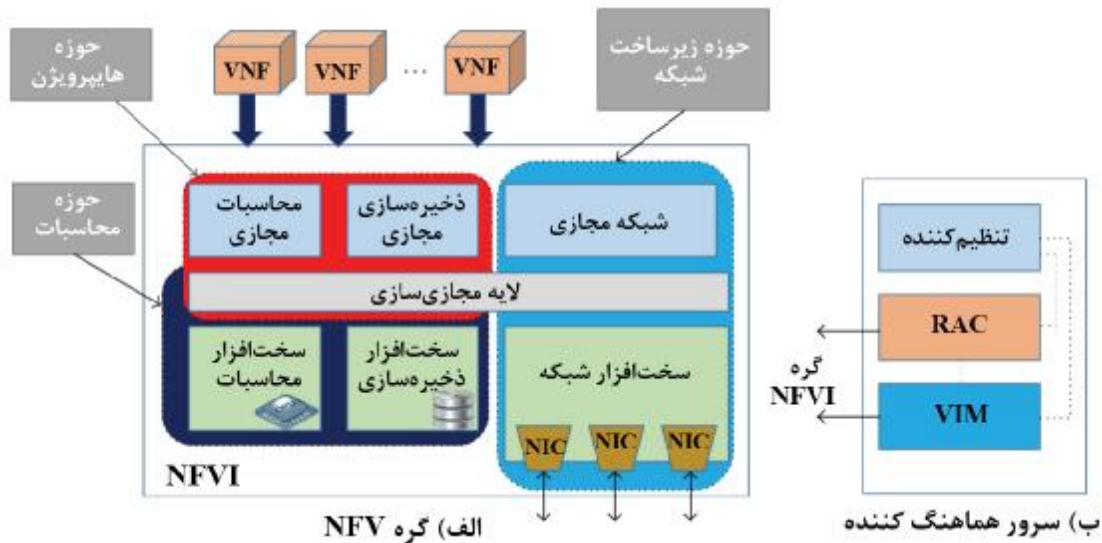 حوزه
هایپرویژن
VNF
VNF
...
VNF
حوزه زیرساخت
شبکه
حوزه
محاسبات
محاسبات
مجازی
ذخیره‌سازی
مجازی
شبکه مجازی
لایه مجازی‌سازی
سخت‌افزار
محاسبات
سخت‌افزار
ذخیره‌سازی
سخت‌افزار شبکه
NIC
NIC
NIC
NFVI
الف) گره NFV
تنظیم‌کننده
RAC
VIM
گره
NFVI
ب) سرور هماهنگ کننده